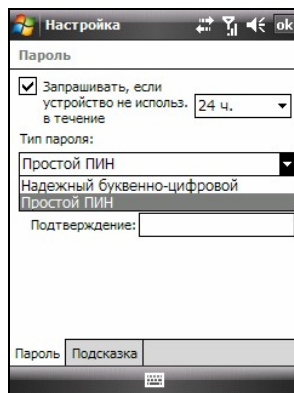 Настройка ok
Пароль
Запрашивать, если
устройство не использ. 24 ч.
в течение
Тип пароля:
Простой ПИН
Надежный буквенно-цифровой
Простой ПИН
Подтверждение:
Пароль Подсказка